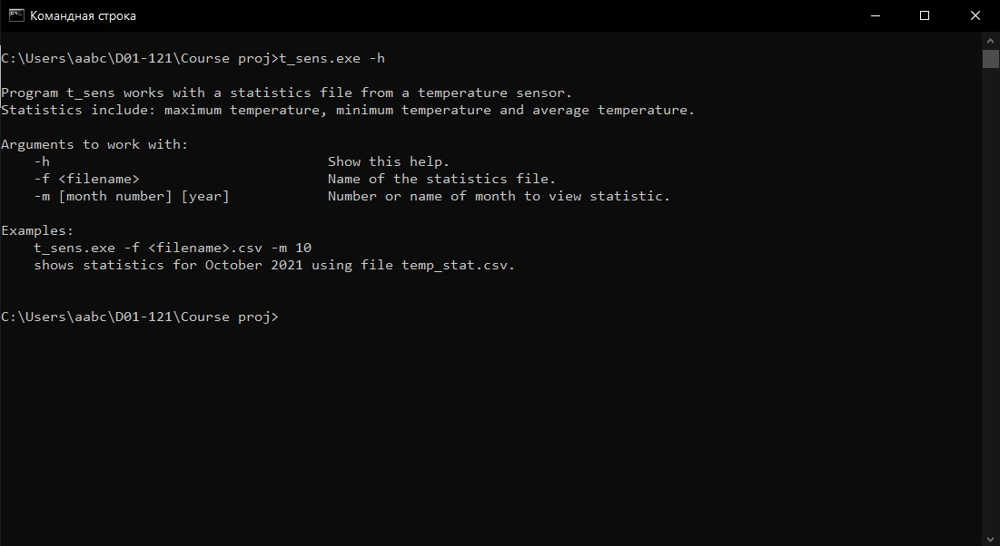 Командная строка
C:\Users\aabc\D01-121\Course proj>t_sens.exe -h
Program t_sens works with a statistics file from a temperature sensor.
Statistics include: maximum temperature, minimum temperature and average temperature.
Arguments to work with:
-h Show this help.
-f <filename> Name of the statistics file.
-m [month number] [year] Number or name of month to view statistic.
Examples:
t_sens.exe -f <filename>.csv -m 10
shows statistics for October 2021 using file temp_stat.csv.
C:\Users\aabc\D01-121\Course proj>